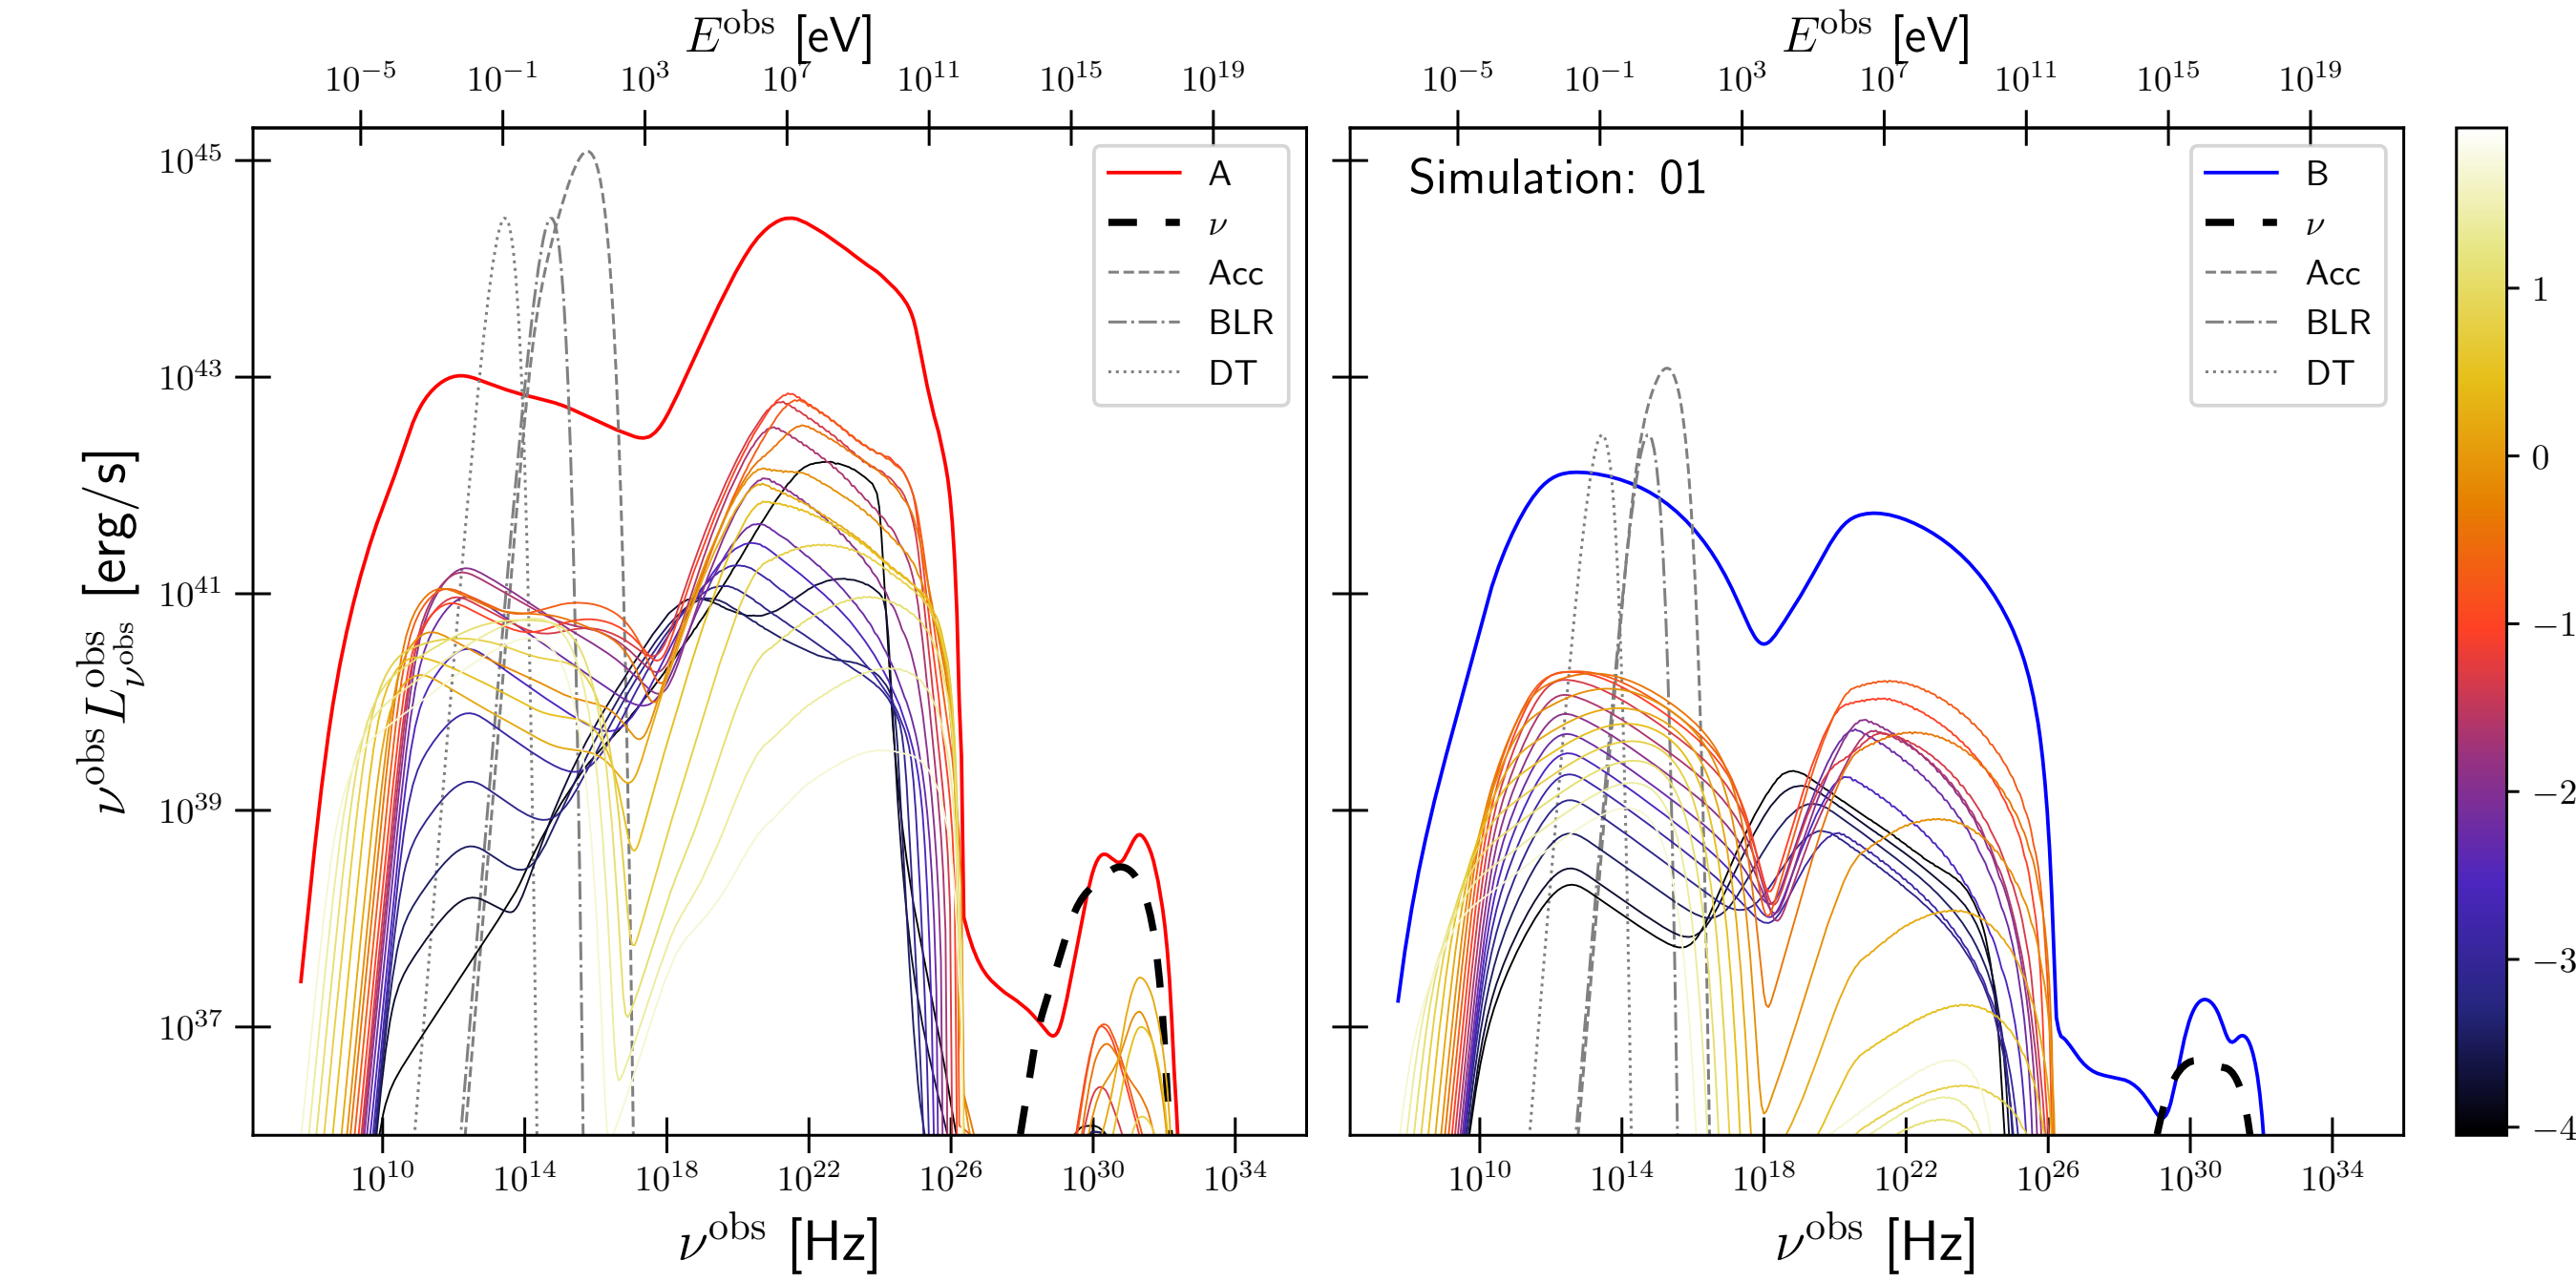 E^obs [eV]
10^−5 10^−1 10^3 10^7 10^11 10^15 10^19
10^45
10^43
10^41
10^39
10^37
ν^obs L^obs_ν^obs [erg/s]
A
ν
Acc
BLR
DT
10^10 10^14 10^18 10^22 10^26 10^30 10^34
ν^obs [Hz]
E^obs [eV]
10^−5 10^−1 10^3 10^7 10^11 10^15 10^19
Simulation: 01
B
ν
Acc
BLR
DT
10^10 10^14 10^18 10^22 10^26 10^30 10^34
ν^obs [Hz]
1
0
−1
−2
−3
−4